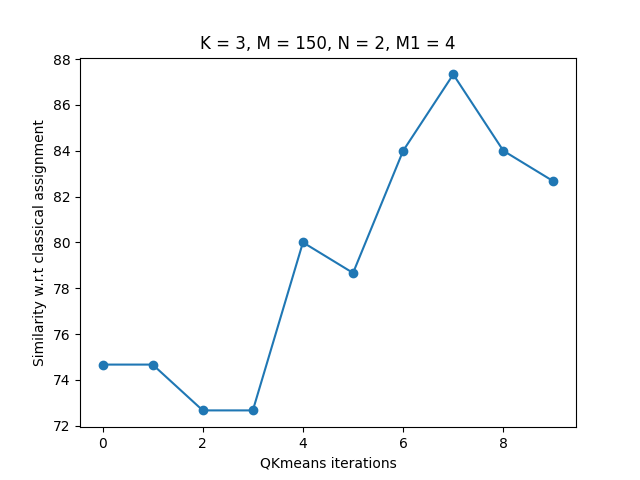 K = 3, M = 150, N = 2, M1 = 4
88
86
84
82
80
78
76
74
72
Similarity w.r.t classical assignment
0 2 4 6 8
QKmeans iterations